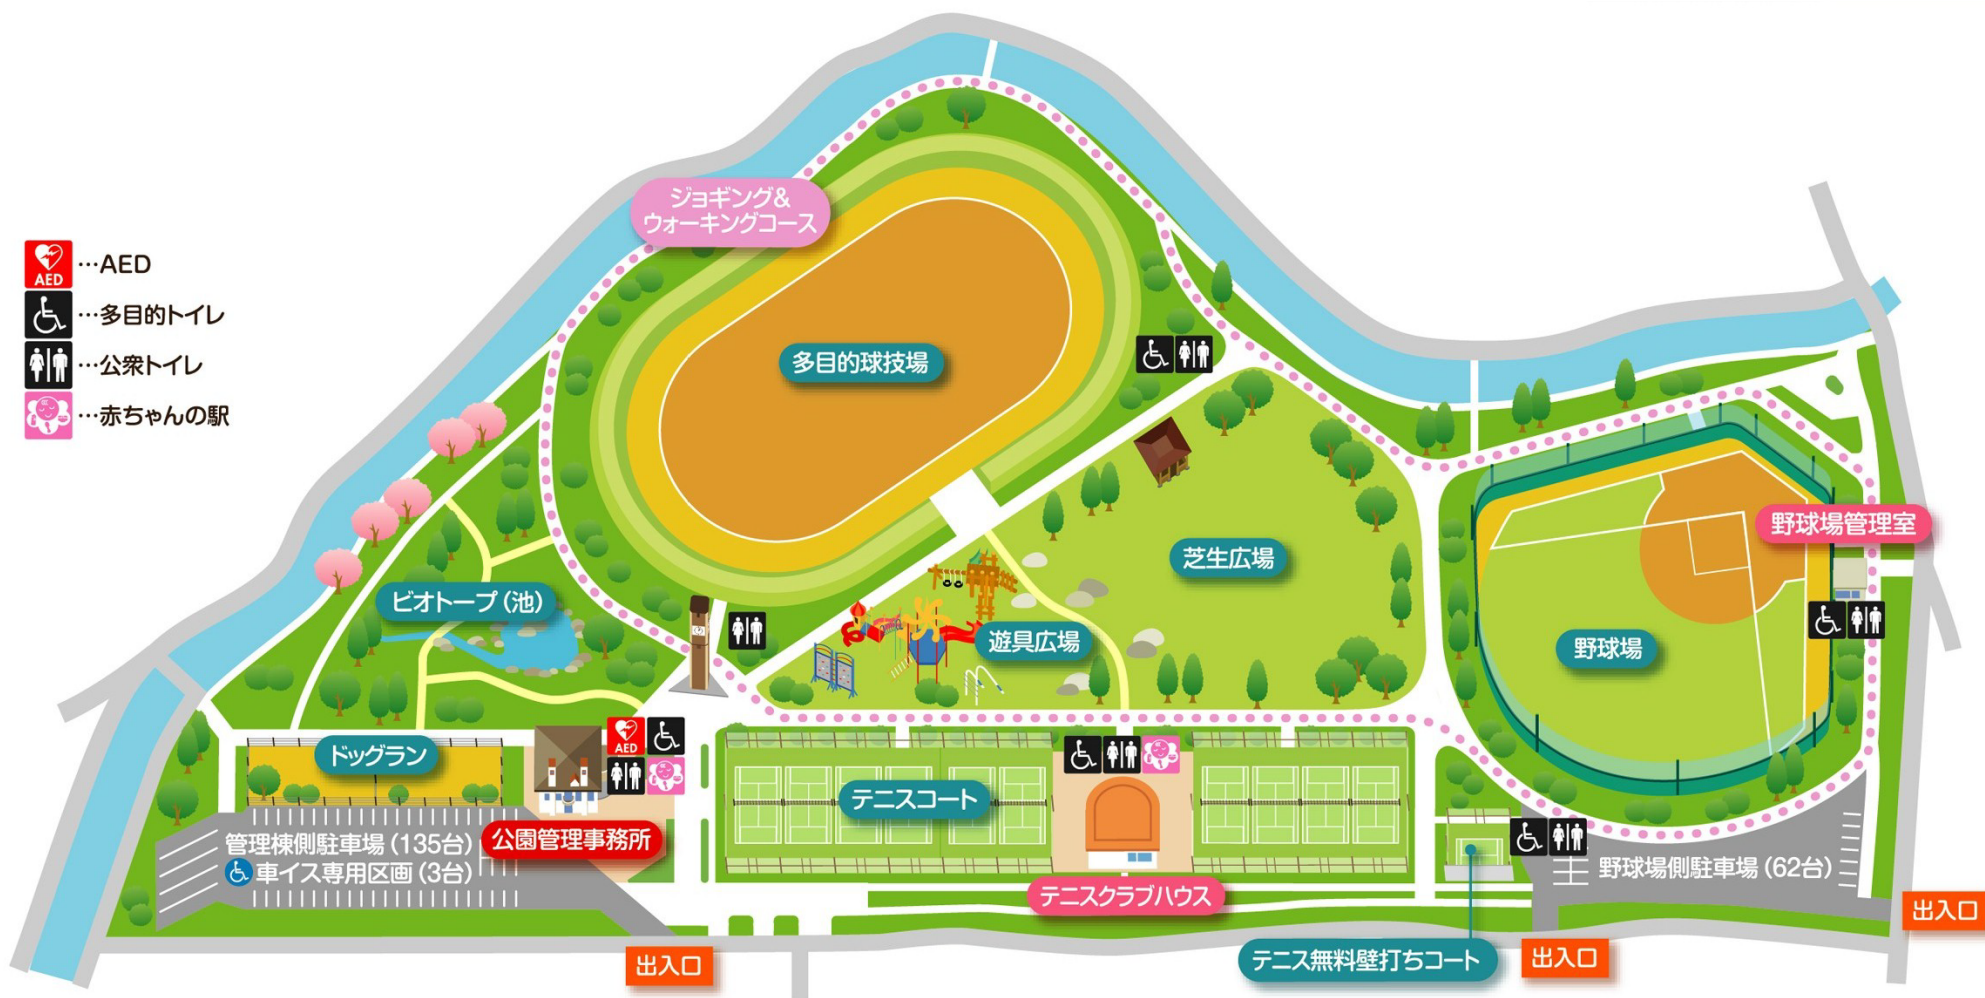 ジョギング&
ウォーキングコース
AED
…AED
…多目的トイレ
…公衆トイレ
…赤ちゃんの駅
多目的球技場
芝生広場
野球場管理室
ビオトープ(池)
遊具広場
野球場
AED
ドッグラン
テニスコート
管理棟側駐車場(135台)
公園管理事務所
車イス専用区画(3台)
野球場側駐車場(62台)
テニスクラブハウス
出入口
出入口
テニス無料壁打ちコート
出入口